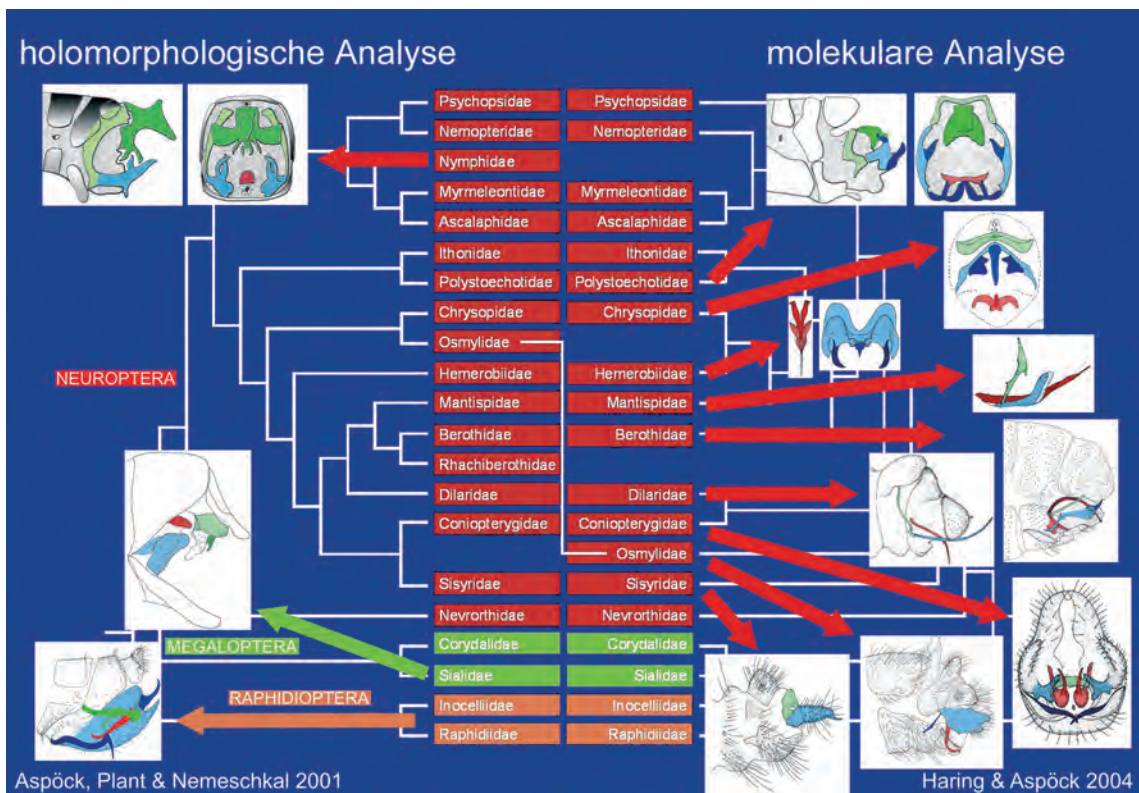 holomorphologische Analyse
molekulare Analyse
Psychopsidae Psychopsidae
Nemopteridae Nemopteridae
Nymphidae
Myrmeleontidae Myrmeleontidae
Ascalaphidae Ascalaphidae
Ithonidae Ithonidae
Polystoechotidae Polystoechotidae
Chrysopidae Chrysopidae
Osmylidae
NEUROPTERA
Hemerobiidae Hemerobiidae
Mantispidae Mantispidae
Berothidae Berothidae
Rhachiberothidae
Dilaridae Dilaridae
Coniopterygidae Coniopterygidae
Osmylidae
Sisyridae Sisyridae
Nevrorthidae Nevrorthidae
MEGALOPTERA
Corydalidae Corydalidae
Sialidae Sialidae
RAPHIDIOPTERA
Inocelliidae Inocelliidae
Raphidiidae Raphidiidae
Aspöck, Plant & Nemeschkal 2001
Haring & Aspöck 2004